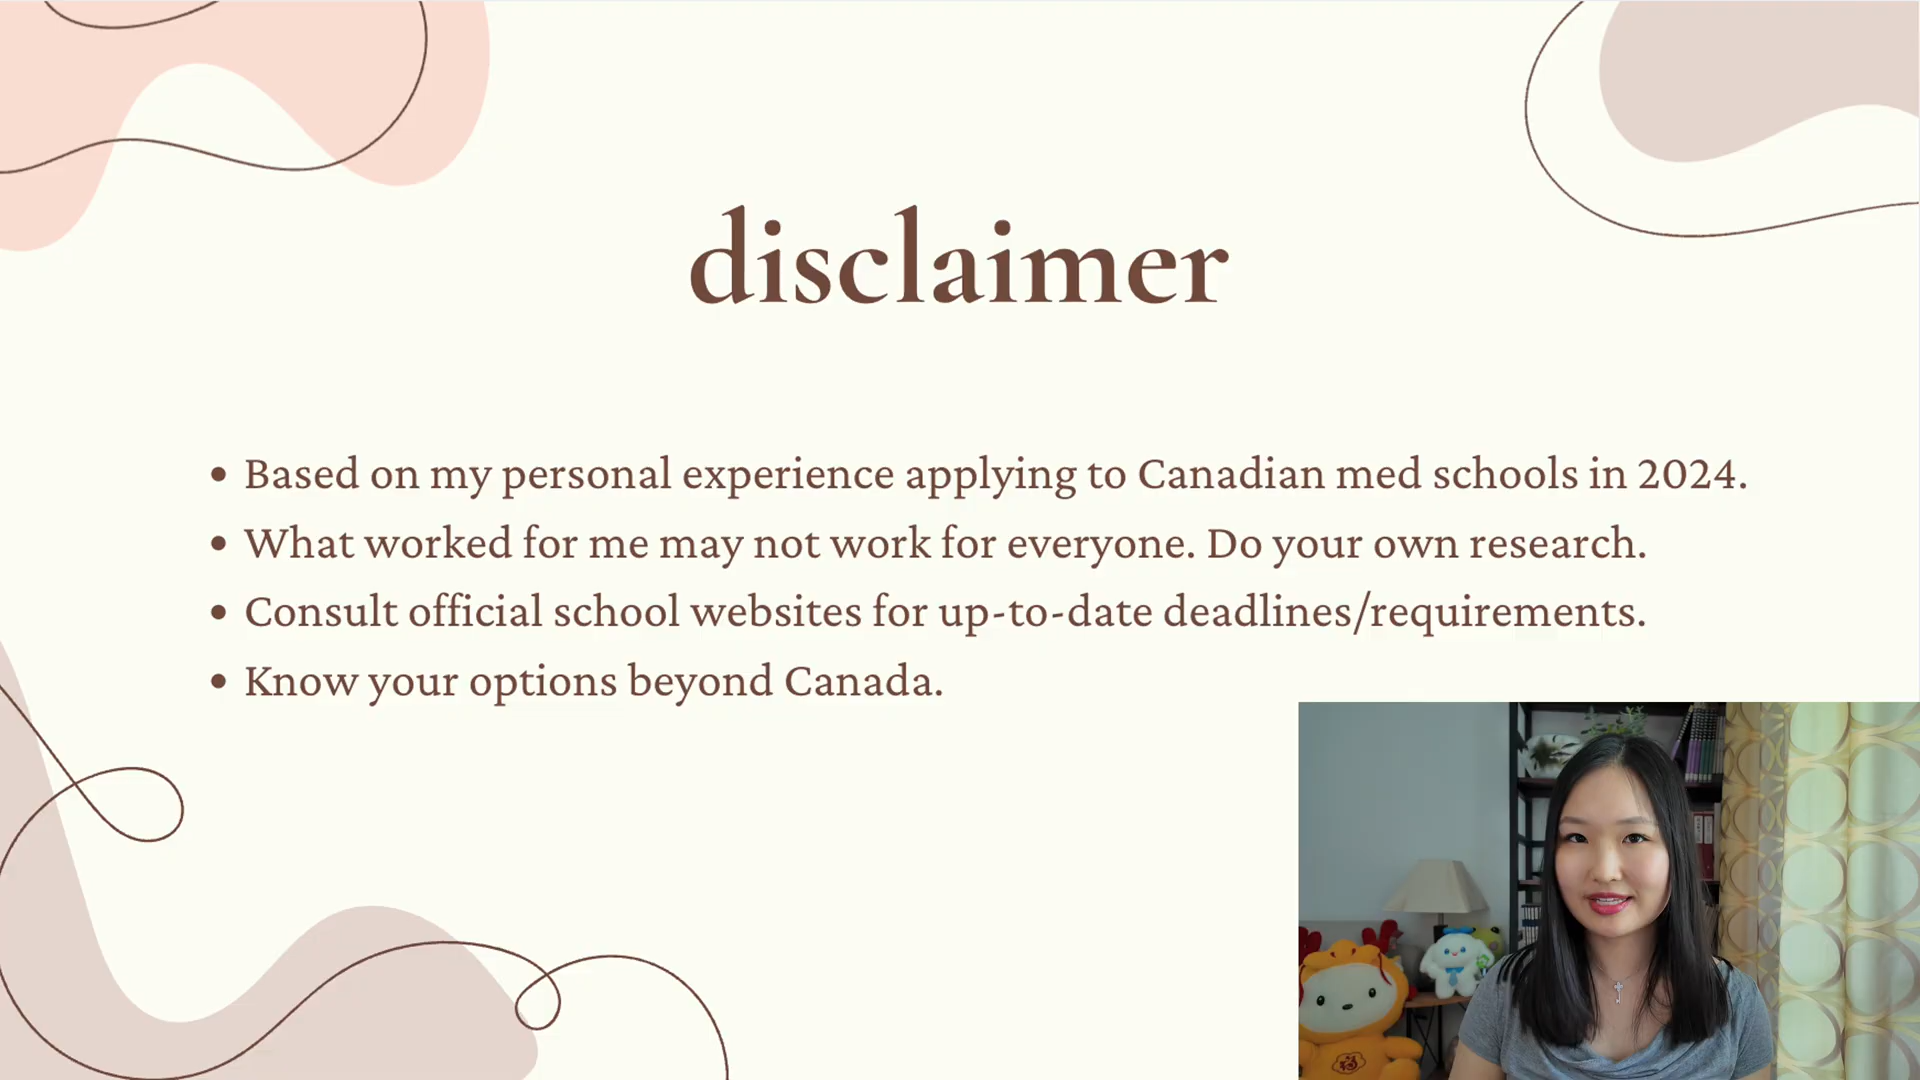 disclaimer
• Based on my personal experience applying to Canadian med schools in 2024.
• What worked for me may not work for everyone. Do your own research.
• Consult official school websites for up-to-date deadlines/requirements.
• Know your options beyond Canada.